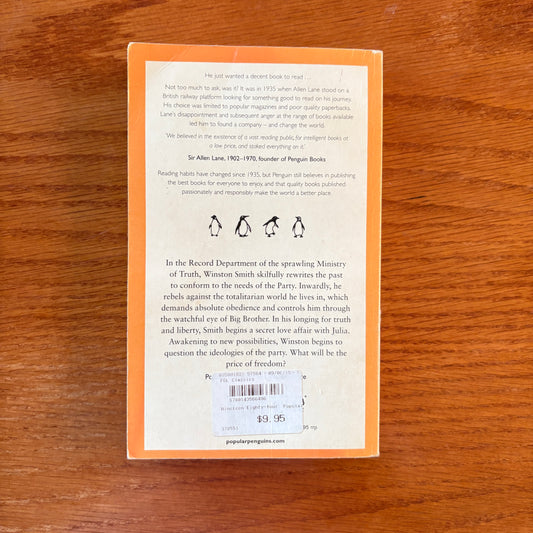 He just wanted a decent book to read ...
Not too much to ask, was it? It was in 1935 when Allen Lane stood on a
British railway platform looking for something good to read on his journey.
His choice was limited to popular magazines and poor quality paperbacks.
Lane's disappointment and subsequent anger at the range of books available
led him to found a company – and change the world.
'We believed in the existence of a vast reading public for intelligent books at
a low price, and staked everything on it.'
Sir Allen Lane, 1902–1970, founder of Penguin Books
Reading habits have changed since 1935, but Penguin still believes in publishing
the best books for everyone to enjoy, and that quality books published
passionately and responsibly make the world a better place.
In the Record Department of the sprawling Ministry
of Truth, Winston Smith skilfully rewrites the past
to conform to the needs of the Party. Inwardly, he
rebels against the totalitarian world he lives in, which
demands absolute obedience and controls him through
the watchful eye of Big Brother. In his longing for truth
and liberty, Smith begins a secret love affair with Julia.
Awakening to new possibilities, Winston begins to
question the ideologies of the party. What will be the
price of freedom?
Nineteen Eighty-Four
$9.95
popularpenguins.com